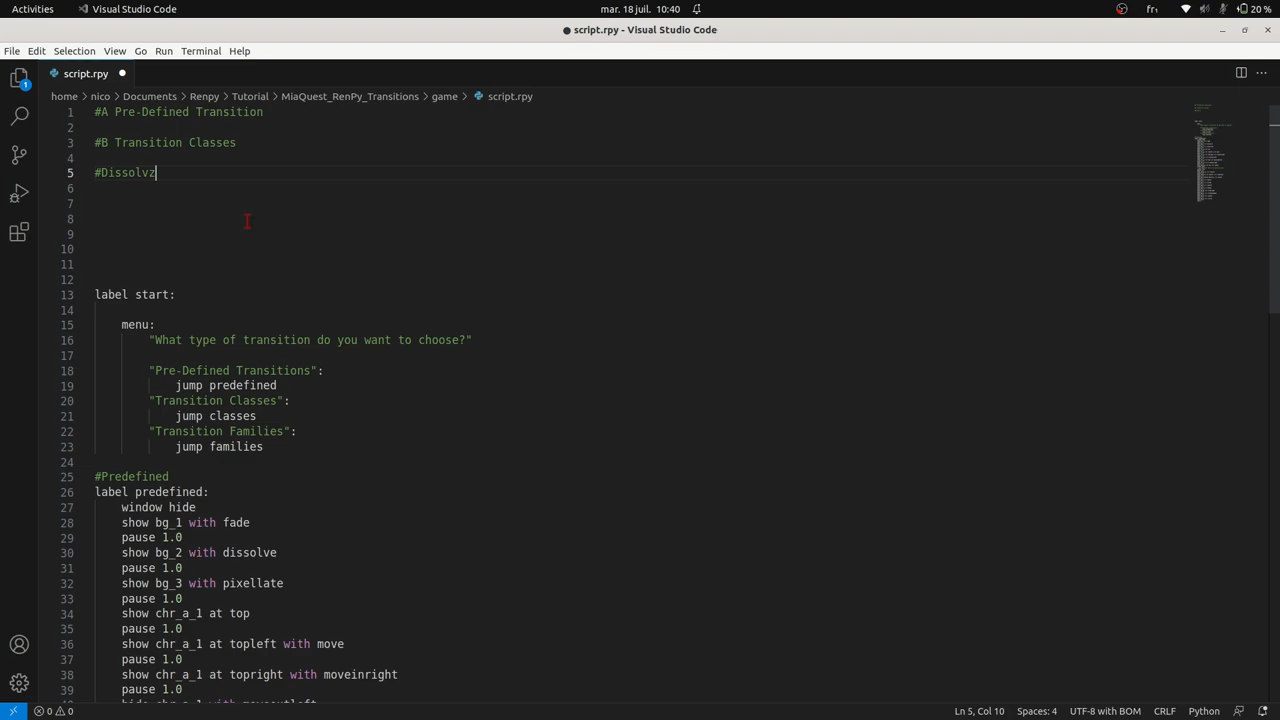 Activities Visual Studio Code mar. 18 juil. 10:40 fr₁ 20 %
● script.rpy - Visual Studio Code
File Edit Selection View Go Run Terminal Help
script.rpy
home > nico > Documents > Renpy > Tutorial > MiaQuest_RenPy_Transitions > game > script.rpy
1 #A Pre-Defined Transition
2
3 #B Transition Classes
4
5 #Dissolvz
6
7
8
9
10
11
12
13 label start:
14
15 menu:
16 "What type of transition do you want to choose?"
17
18 "Pre-Defined Transitions":
19 jump predefined
20 "Transition Classes":
21 jump classes
22 "Transition Families":
23 jump families
24
25 #Predefined
26 label predefined:
27 window hide
28 show bg_1 with fade
29 pause 1.0
30 show bg_2 with dissolve
31 pause 1.0
32 show bg_3 with pixellate
33 pause 1.0
34 show chr_a_1 at top
35 pause 1.0
36 show chr_a_1 at topleft with move
37 pause 1.0
38 show chr_a_1 at topright with moveinright
39 pause 1.0
0 0 Ln 5, Col 10 Spaces: 4 UTF-8 with BOM CRLF Python